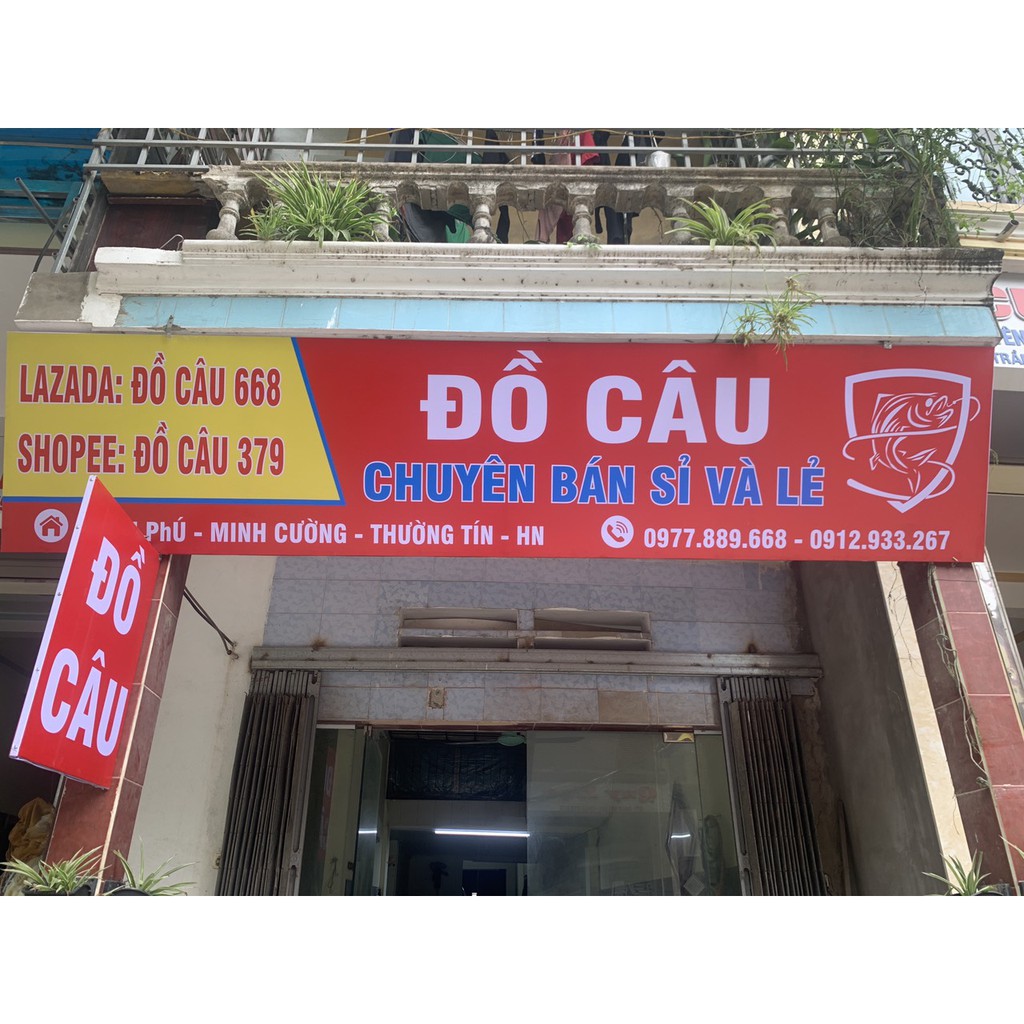 LAZADA: ĐỒ CÂU 668
SHOPEE: ĐỒ CÂU 379
ĐỒ CÂU
CHUYÊN BÁN SỈ VÀ LẺ
PHÚ - MINH CƯỜNG - THƯỜNG TÍN - HN
0977.889.668 - 0912.933.267
ĐỒ
CÂU